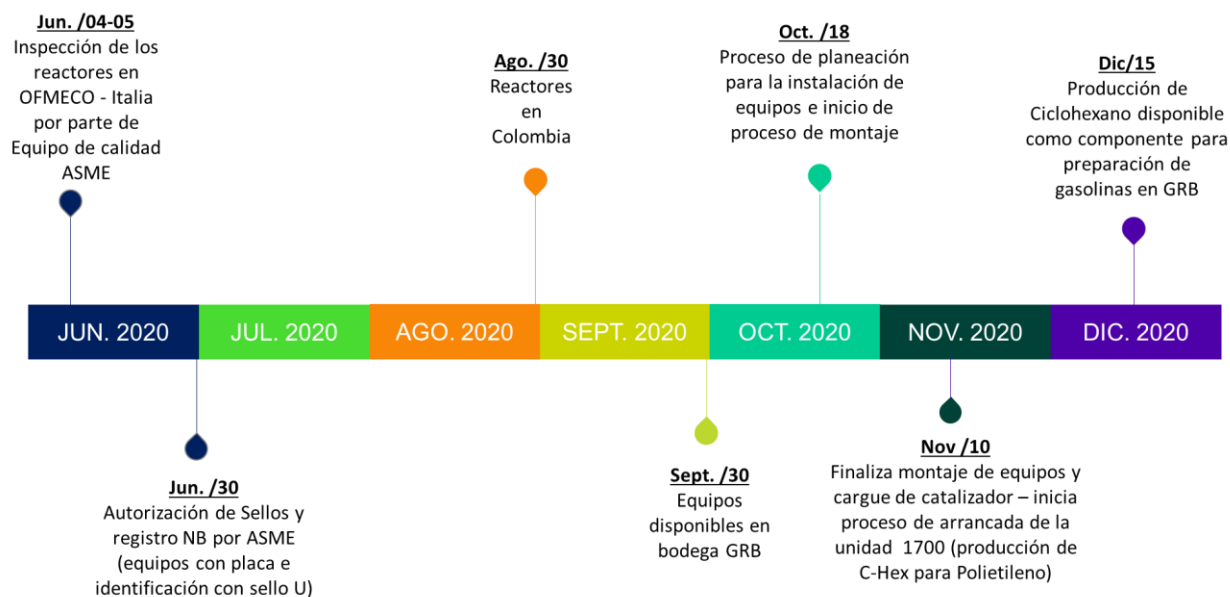 Jun. /04-05
Inspección de los
reactores en
OFMECO - Italia
por parte de
Equipo de calidad
ASME
Ago. /30
Reactores
en
Colombia
Oct. /18
Proceso de planeación
para la instalación de
equipos e inicio de
proceso de montaje
Dic/15
Producción de
Ciclohexano disponible
como componente para
preparación de
gasolinas en GRB
JUN. 2020
JUL. 2020
AGO. 2020
SEPT. 2020
OCT. 2020
NOV. 2020
DIC. 2020
Jun. /30
Autorización de Sellos y
registro NB por ASME
(equipos con placa e
identificación con sello U)
Sept. /30
Equipos
disponibles en
bodega GRB
Nov /10
Finaliza montaje de equipos y
cargue de catalizador – inicia
proceso de arrancada de la
unidad 1700 (producción de
C-Hex para Polietileno)